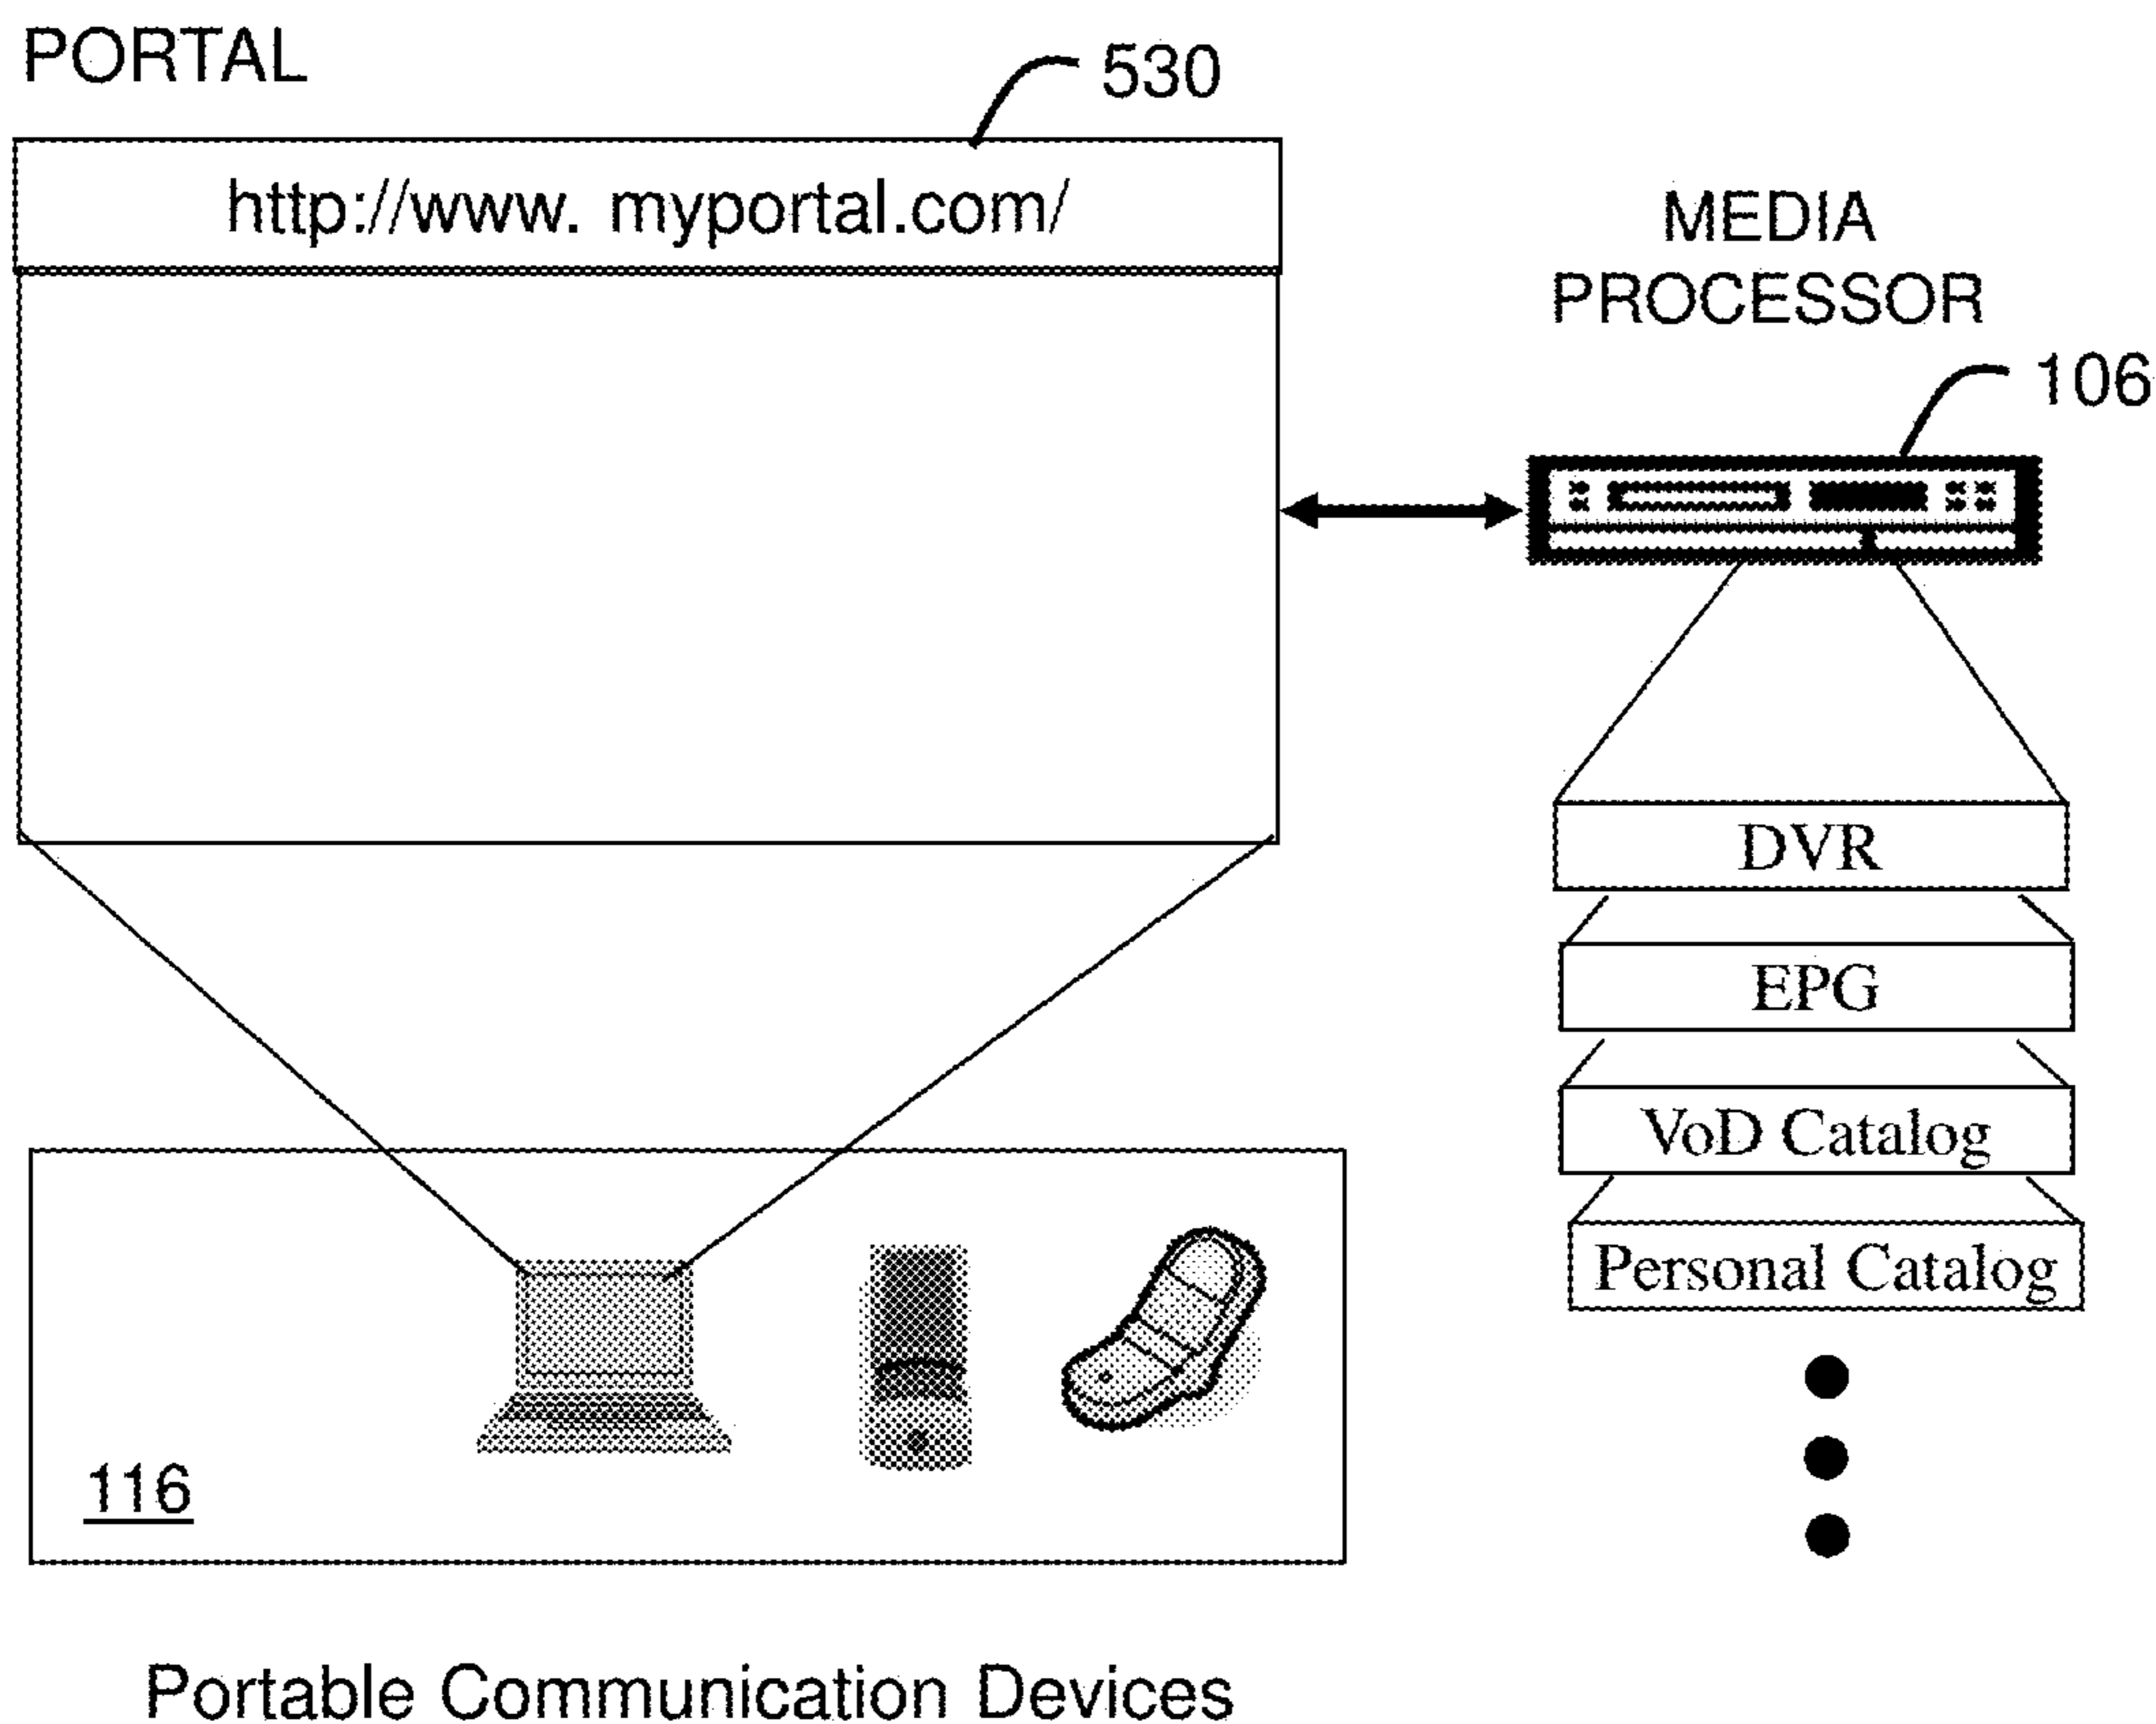 PORTAL
530
http://www. myportal.com/
MEDIA
PROCESSOR
106
DVR
EPG
VoD Catalog
Personal Catalog
116
Portable Communication Devices